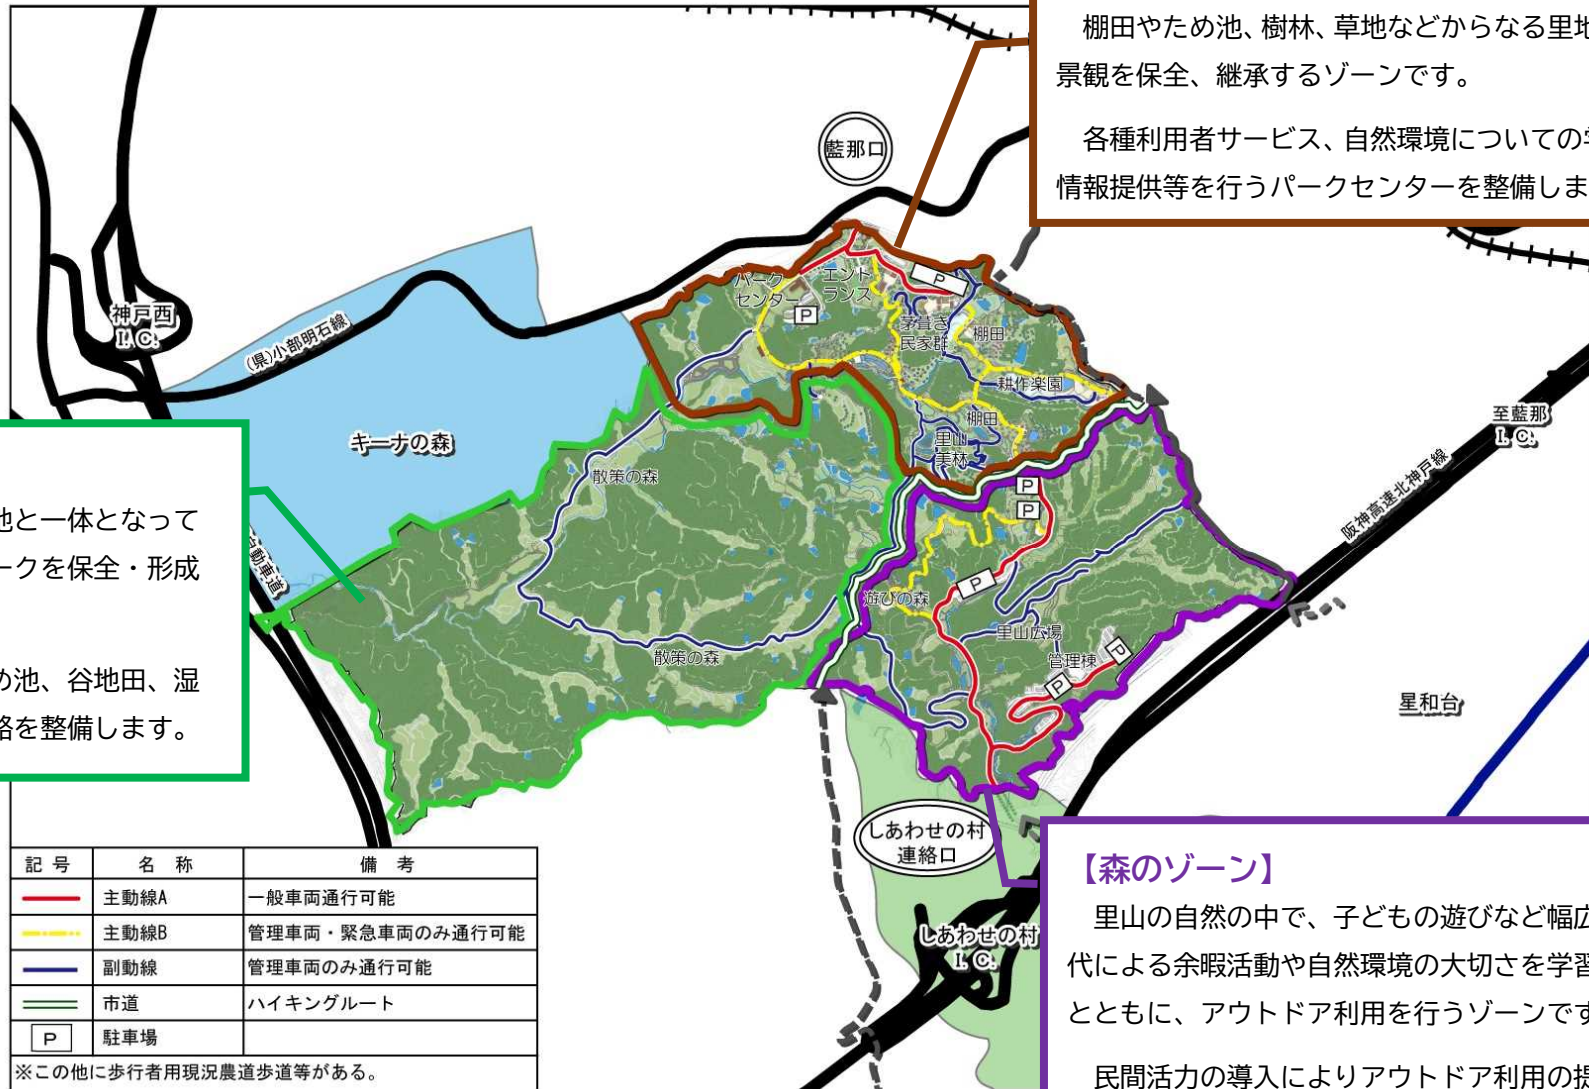 棚田やため池、樹林、草地などからなる里地
景観を保全、継承するゾーンです。
各種利用者サービス、自然環境についての学
情報提供等を行うパークセンターを整備しま
藍那口
パーク
センター
エント
ランス
P
P
茅葺き
民家群
棚田
耕作楽園
棚田
里山
美林
神戸西
I.C.
(県)小部明石線
キーナの森
散策の森
散策の森
至藍那
I.C.
阪神高速北神戸線
P
P
P
遊びの森
里山広場
管理棟
P
P
星和台
地と一体となって
ークを保全・形成
め池、谷地田、湿
路を整備します。
自動車道
しあわせの村
連絡口
しあわせの村
I.C.
記号 名称 備考
主動線A 一般車両通行可能
主動線B 管理車両・緊急車両のみ通行可能
副動線 管理車両のみ通行可能
市道 ハイキングルート
P 駐車場
※この他に歩行者用現況農道歩道等がある。
【森のゾーン】
里山の自然の中で、子どもの遊びなど幅広
代による余暇活動や自然環境の大切さを学習
とともに、アウトドア利用を行うゾーンです
民間活力の導入によりアウトドア利用の